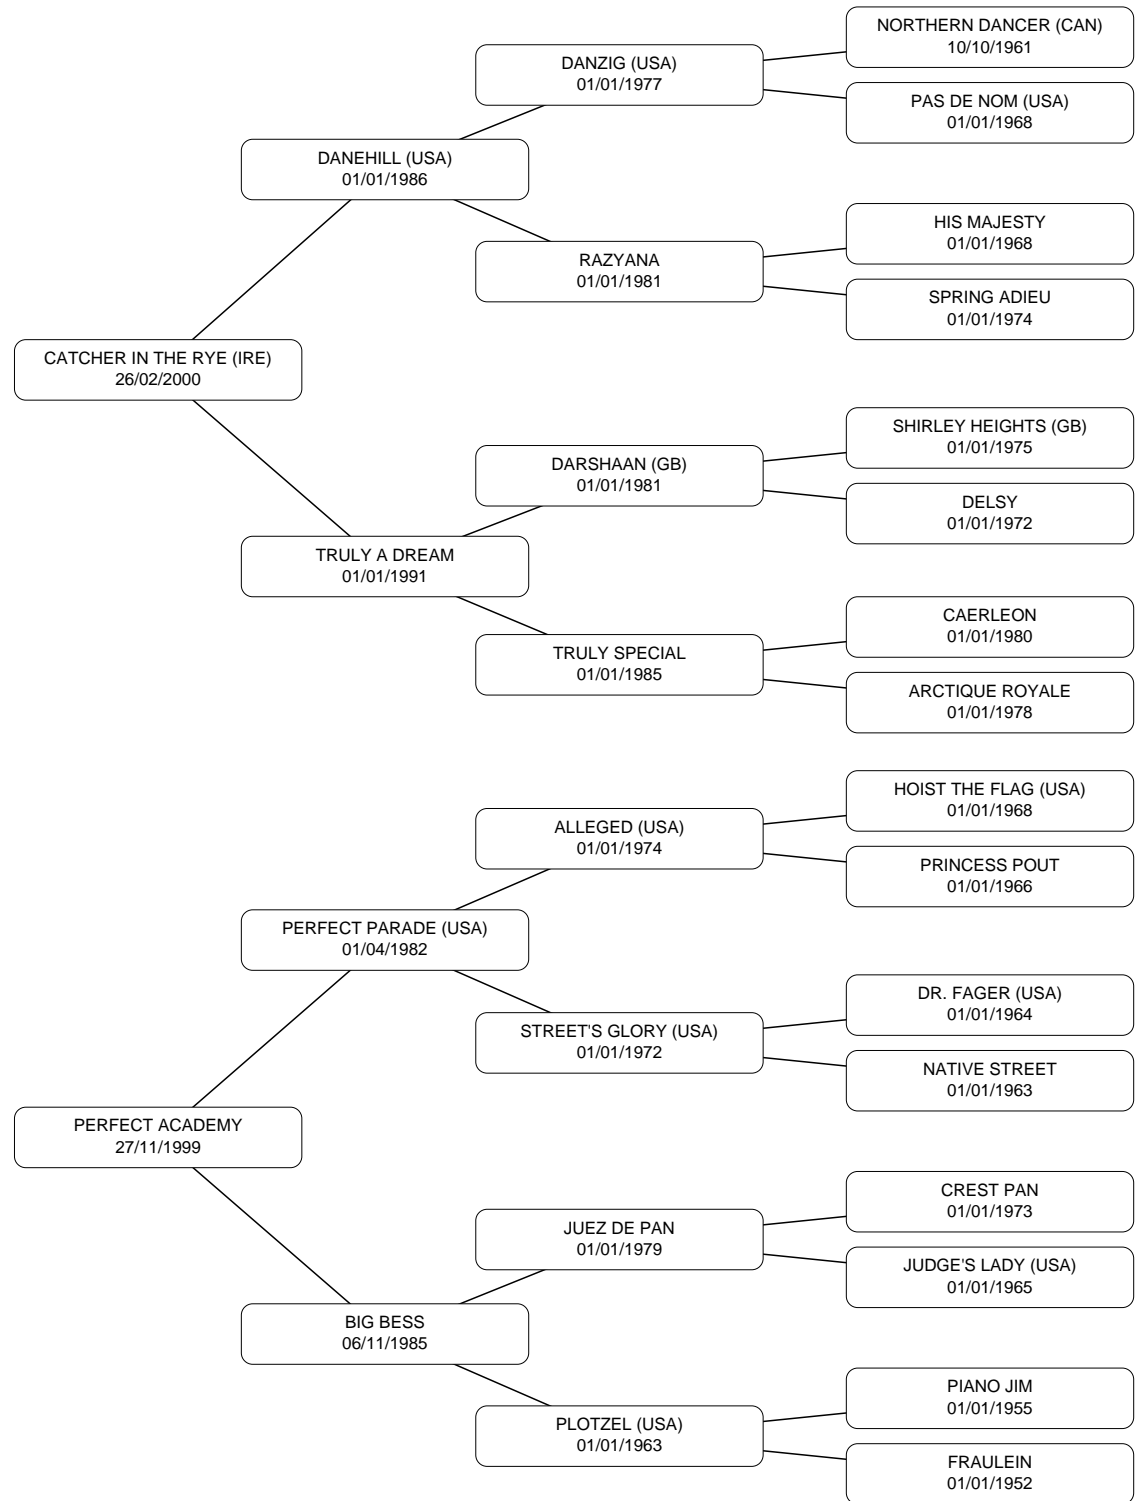 NORTHERN DANCER (CAN)
10/10/1961
DANZIG (USA)
01/01/1977
PAS DE NOM (USA)
01/01/1968
DANEHILL (USA)
01/01/1986
HIS MAJESTY
01/01/1968
RAZYANA
01/01/1981
SPRING ADIEU
01/01/1974
CATCHER IN THE RYE (IRE)
26/02/2000
SHIRLEY HEIGHTS (GB)
01/01/1975
DARSHAAN (GB)
01/01/1981
DELSY
01/01/1972
TRULY A DREAM
01/01/1991
CAERLEON
01/01/1980
TRULY SPECIAL
01/01/1985
ARCTIQUE ROYALE
01/01/1978
HOIST THE FLAG (USA)
01/01/1968
ALLEGED (USA)
01/01/1974
PRINCESS POUT
01/01/1966
PERFECT PARADE (USA)
01/04/1982
DR. FAGER (USA)
01/01/1964
STREET'S GLORY (USA)
01/01/1972
NATIVE STREET
01/01/1963
PERFECT ACADEMY
27/11/1999
CREST PAN
01/01/1973
JUEZ DE PAN
01/01/1979
JUDGE'S LADY (USA)
01/01/1965
BIG BESS
06/11/1985
PIANO JIM
01/01/1955
PLOTZEL (USA)
01/01/1963
FRAULEIN
01/01/1952